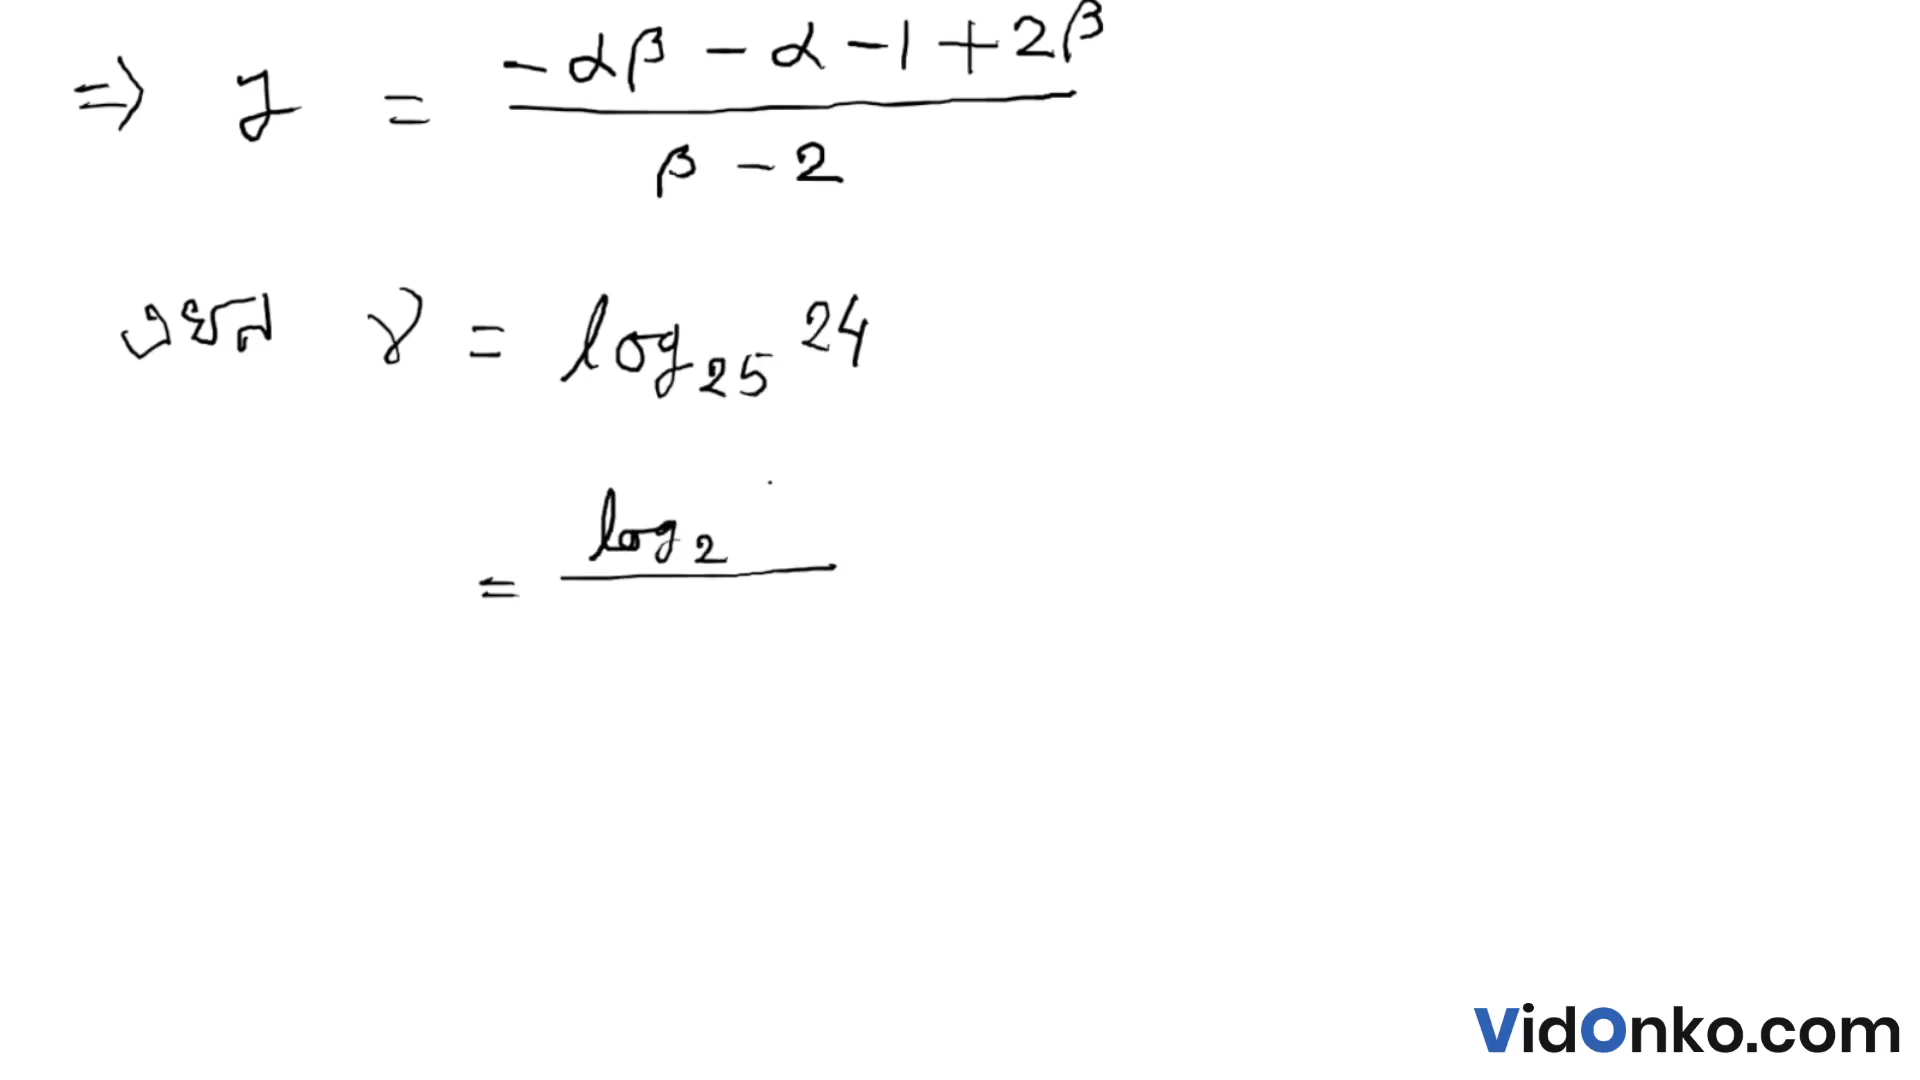 ⇒ y = (-αβ - α - 1 + 2β) / (β - 2)
এখন γ = log₂₅ 24
= log₂
VidOnko.com